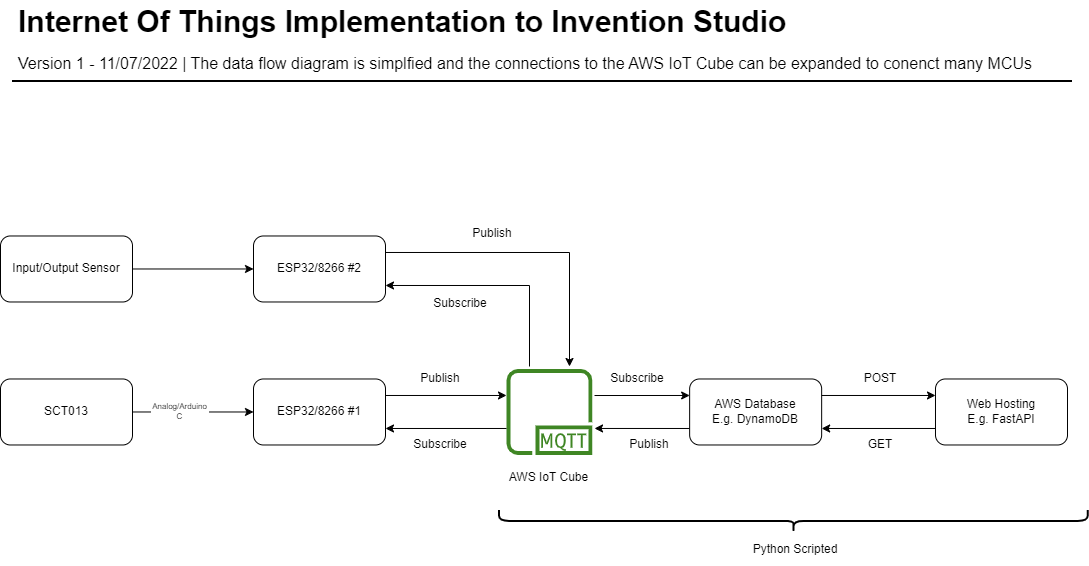 Internet Of Things Implementation to Invention Studio
Version 1 - 11/07/2022 | The data flow diagram is simplfied and the connections to the AWS IoT Cube can be expanded to conenct many MCUs
Publish
Input/Output Sensor
ESP32/8266 #2
Subscribe
Publish
Subscribe
POST
SCT013
Analog/Arduino
C
ESP32/8266 #1
AWS Database
E.g. DynamoDB
Web Hosting
E.g. FastAPI
Subscribe
MQTT
Publish
GET
AWS IoT Cube
Python Scripted